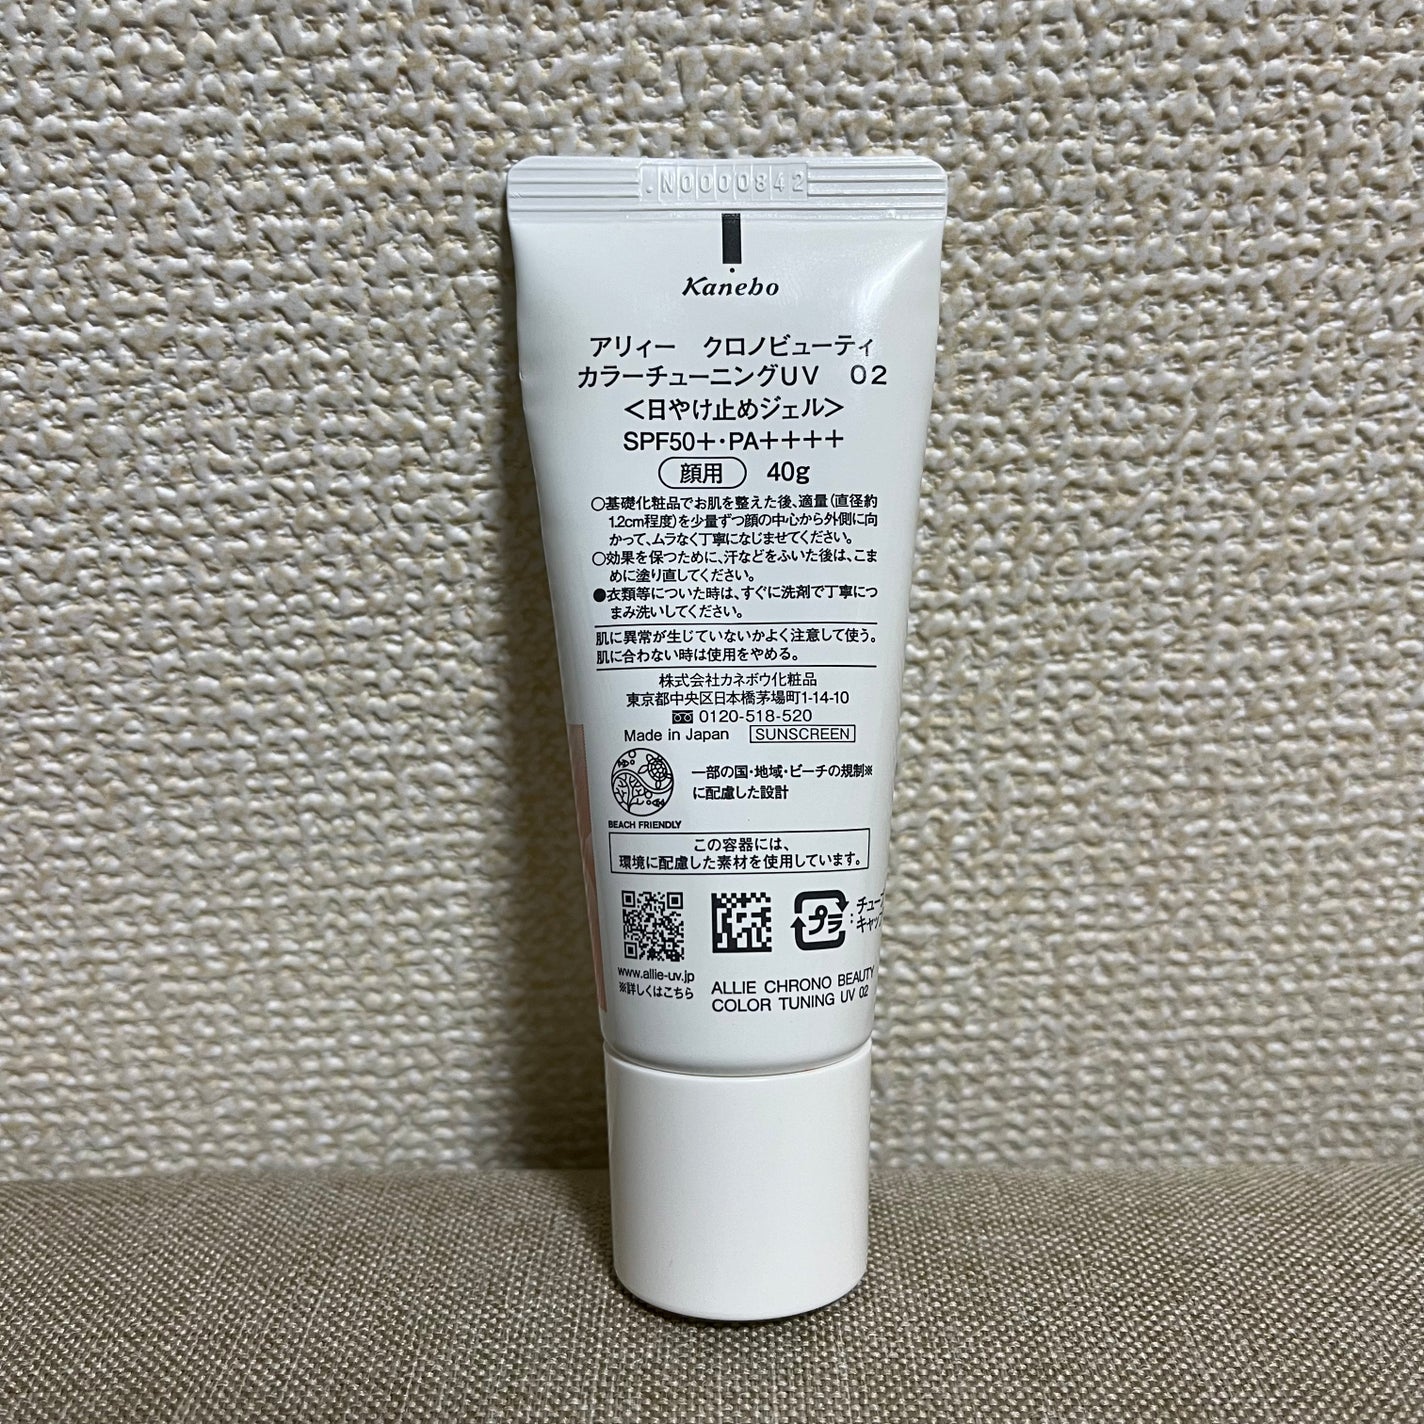 .N0000842
Kanebo
アリィー クロノビューティ
カラーチューニングUV 02
<日やけ止めジェル>
SPF50+・PA++++
顔用 40g
○基礎化粧品でお肌を整えた後、適量(直径約
1.2cm程度)を少量ずつ顔の中心から外側に向
かって、ムラなく丁寧になじませてください。
○効果を保つために、汗などをふいた後は、こま
めに塗り直してください。
●衣類等についた時は、すぐに洗剤で丁寧につ
まみ洗いしてください。
肌に異常が生じていないかよく注意して使う。
肌に合わない時は使用をやめる。
株式会社カネボウ化粧品
東京都中央区日本橋茅場町1-14-10
0120-518-520
Made in Japan SUNSCREEN
一部の国・地域・ビーチの規制※
に配慮した設計
BEACH FRIENDLY
この容器には、
環境に配慮した素材を使用しています。
プラ : チュー
キャッ
www.allie-uv.jp
※詳しくはこちら
ALLIE CHRONO BEAUTY
COLOR TUNING UV 02